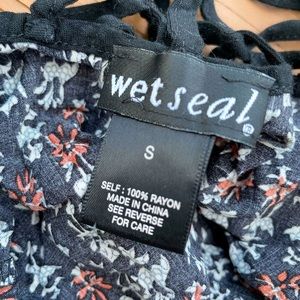 wet seal
S
SELF : 100% RAYON
MADE IN CHINA
SEE REVERSE
FOR CARE